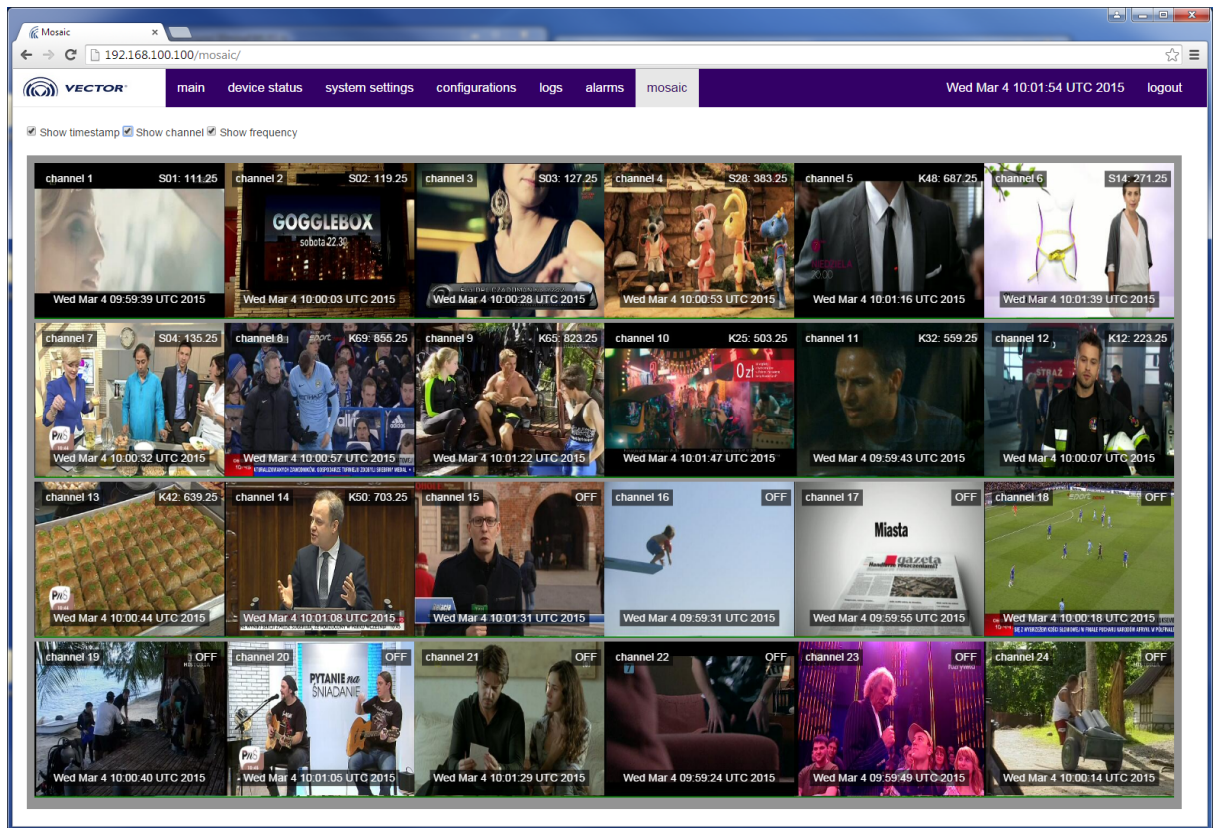 Mosaic
192.168.100.100/mosaic/
VECTOR
main device status system settings configurations logs alarms mosaic Wed Mar 4 10:01:54 UTC 2015 logout
Show timestamp Show channel Show frequency
channel 1 S01: 111.25
Wed Mar 4 09:59:39 UTC 2015
channel 2 S02: 119.25
GOGGLEBOX
sobota 22.30
Wed Mar 4 10:00:03 UTC 2015
channel 3 S03: 127.25
Wed Mar 4 10:00:28 UTC 2015
channel 4 S28: 383.25
Wed Mar 4 10:00:53 UTC 2015
channel 5 K48: 687.25
NIEDZIELA
20:00
Wed Mar 4 10:01:16 UTC 2015
channel 6 S14: 271.25
Wed Mar 4 10:01:39 UTC 2015
channel 7 S04: 135.25
PNŚ
Wed Mar 4 10:00:32 UTC 2015
channel 8 K69: 855.25
sport
adidas
Wed Mar 4 10:00:57 UTC 2015
channel 9 K65: 823.25
Wed Mar 4 10:01:22 UTC 2015
channel 10 K25: 503.25
0zł
Wed Mar 4 10:01:47 UTC 2015
channel 11 K32: 559.25
Wed Mar 4 09:59:43 UTC 2015
channel 12 K12: 223.25
STRAŻ
Wed Mar 4 10:00:07 UTC 2015
channel 13 K42: 639.25
PNŚ
Wed Mar 4 10:00:44 UTC 2015
channel 14 K50: 703.25
Wed Mar 4 10:01:08 UTC 2015
channel 15 OFF
Wed Mar 4 10:01:31 UTC 2015
channel 16 OFF
Wed Mar 4 09:59:31 UTC 2015
channel 17 OFF
Miasta
gazeta
Wed Mar 4 09:59:55 UTC 2015
channel 18 OFF
sport
Wed Mar 4 10:00:18 UTC 2015
channel 19 OFF
Wed Mar 4 10:00:40 UTC 2015
channel 20 OFF
PYTANIE na
ŚNIADANIE
PNŚ
Wed Mar 4 10:01:05 UTC 2015
channel 21 OFF
Wed Mar 4 10:01:29 UTC 2015
channel 22 OFF
Wed Mar 4 09:59:24 UTC 2015
channel 23 OFF
Wed Mar 4 09:59:49 UTC 2015
channel 24 OFF
Wed Mar 4 10:00:14 UTC 2015